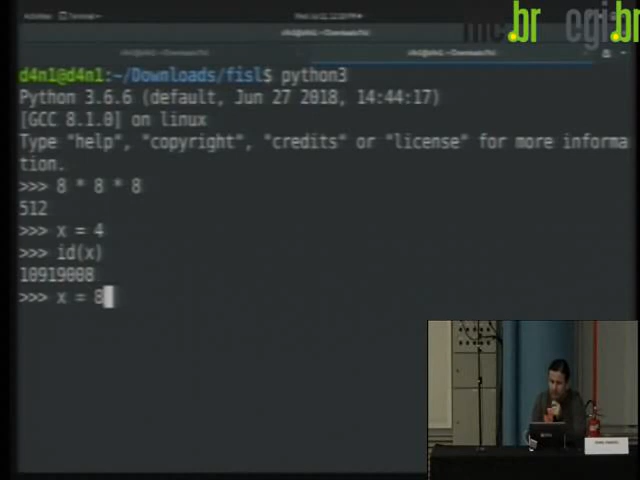 .br
d4n1@d4n1:~/Downloads/fisl$ python3
Python 3.6.6 (default, Jun 27 2018, 14:44:17)
[GCC 8.1.0] on linux
Type "help", "copyright", "credits" or "license" for more informa
tion.
>>> 8 * 8 * 8
512
>>> x = 4
>>> id(x)
10919008
>>> x = 8